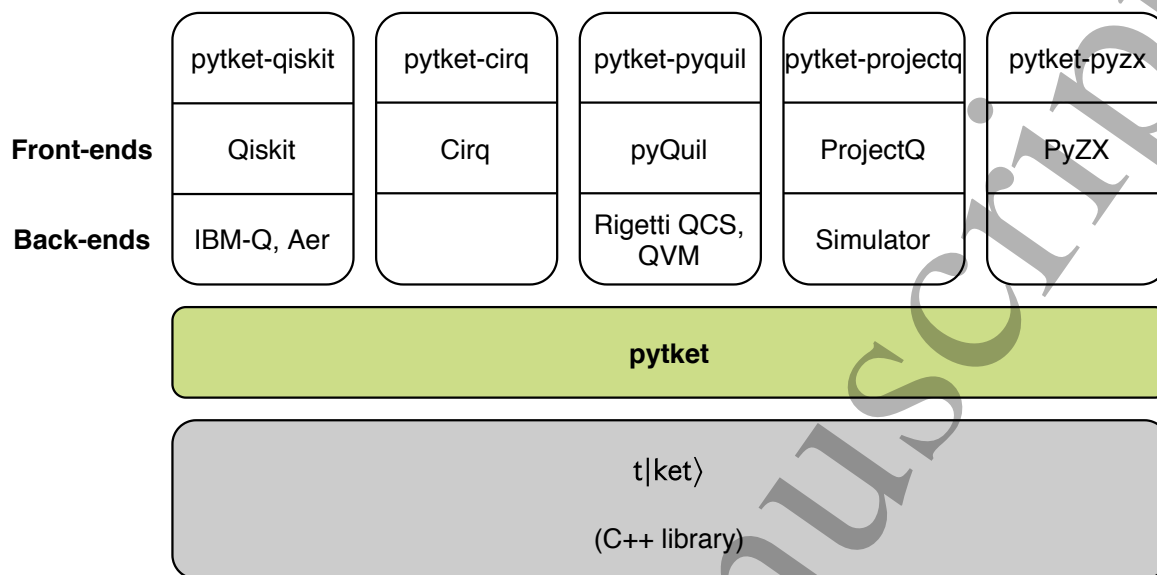 pytket-qiskit pytket-cirq pytket-pyquil pytket-projectq pytket-pyzx
Front-ends Qiskit Cirq pyQuil ProjectQ PyZX
Back-ends IBM-Q, Aer Rigetti QCS, QVM Simulator
pytket
t|ket⟩
(C++ library)